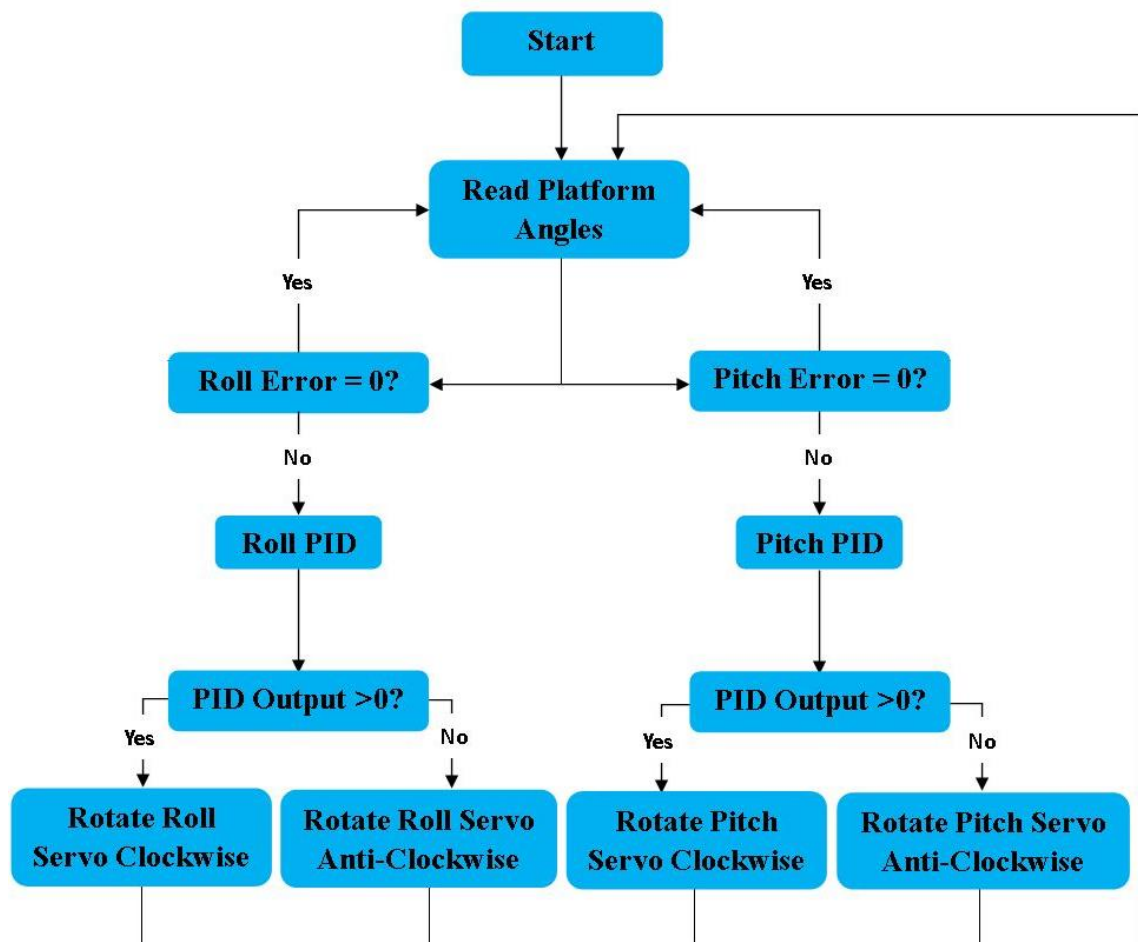 Start
Read Platform
Angles
Yes
Yes
Roll Error = 0?
Pitch Error = 0?
No
No
Roll PID
Pitch PID
PID Output >0?
PID Output >0?
Yes
No
Yes
No
Rotate Roll
Servo Clockwise
Rotate Roll Servo
Anti-Clockwise
Rotate Pitch
Servo Clockwise
Rotate Pitch Servo
Anti-Clockwise